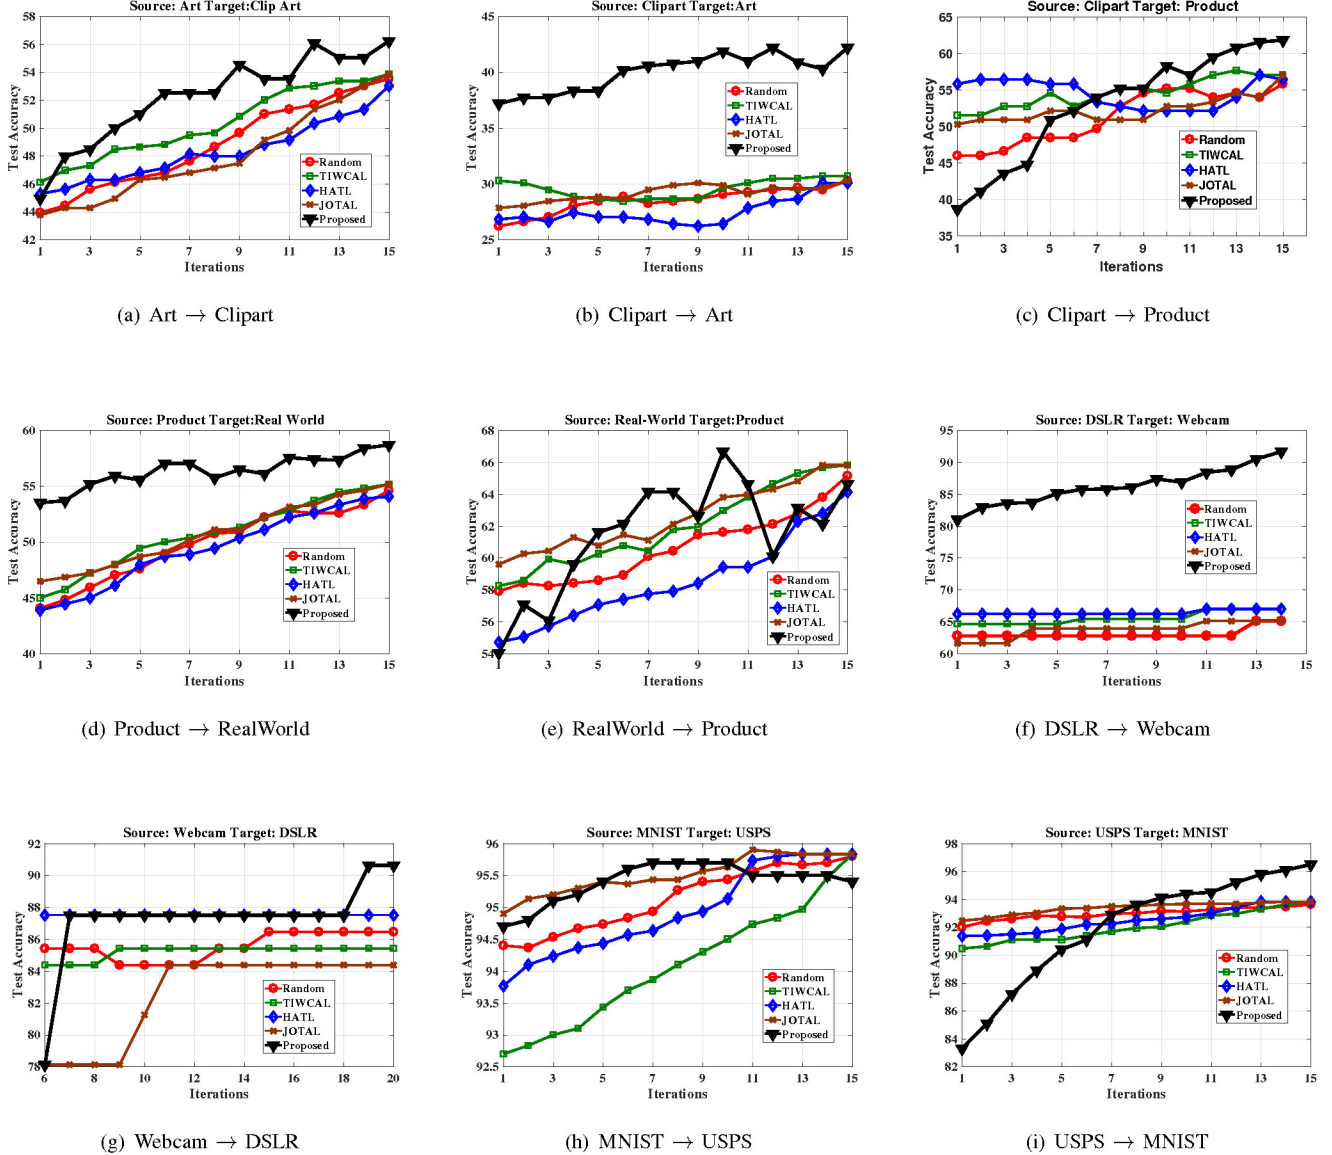 Source: Art Target:Clip Art
58
56
54
52
50
48
46
44
42
Test Accuracy
Random
TIWCAL
HATL
JOTAL
Proposed
1 3 5 7 9 11 13 15
Iterations
(a) Art → Clipart
Source: Clipart Target:Art
45
40
35
30
25
Test Accuracy
Random
TIWCAL
HATL
JOTAL
Proposed
1 3 5 7 9 11 13 15
Iterations
(b) Clipart → Art
Source: Clipart Target: Product
65
60
55
50
45
40
35
Test Accuracy
Random
TIWCAL
HATL
JOTAL
Proposed
1 3 5 7 9 11 13 15
Iterations
(c) Clipart → Product
Source: Product Target:Real World
60
55
50
45
40
Test Accuracy
Random
TIWCAL
HATL
JOTAL
Proposed
1 3 5 7 9 11 13 15
Iterations
(d) Product → RealWorld
Source: Real-World Target:Product
68
66
64
62
60
58
56
54
Test Accuracy
Random
TIWCAL
HATL
JOTAL
Proposed
1 3 5 7 9 11 13 15
Iterations
(e) RealWorld → Product
Source: DSLR Target: Webcam
95
90
85
80
75
70
65
60
Test Accuracy
Random
TIWCAL
HATL
JOTAL
Proposed
1 3 5 7 9 11 13 15
Iterations
(f) DSLR → Webcam
Source: Webcam Target: DSLR
92
90
88
86
84
82
80
78
Test Accuracy
Random
TIWCAL
HATL
JOTAL
Proposed
6 8 10 12 14 16 18 20
Iterations
(g) Webcam → DSLR
Source: MNIST Target: USPS
96
95.5
95
94.5
94
93.5
93
92.5
Test Accuracy
Random
TIWCAL
HATL
JOTAL
Proposed
1 3 5 7 9 11 13 15
Iterations
(h) MNIST → USPS
Source: USPS Target: MNIST
98
96
94
92
90
88
86
84
82
Test Accuracy
Random
TIWCAL
HATL
JOTAL
Proposed
1 3 5 7 9 11 13 15
Iterations
(i) USPS → MNIST